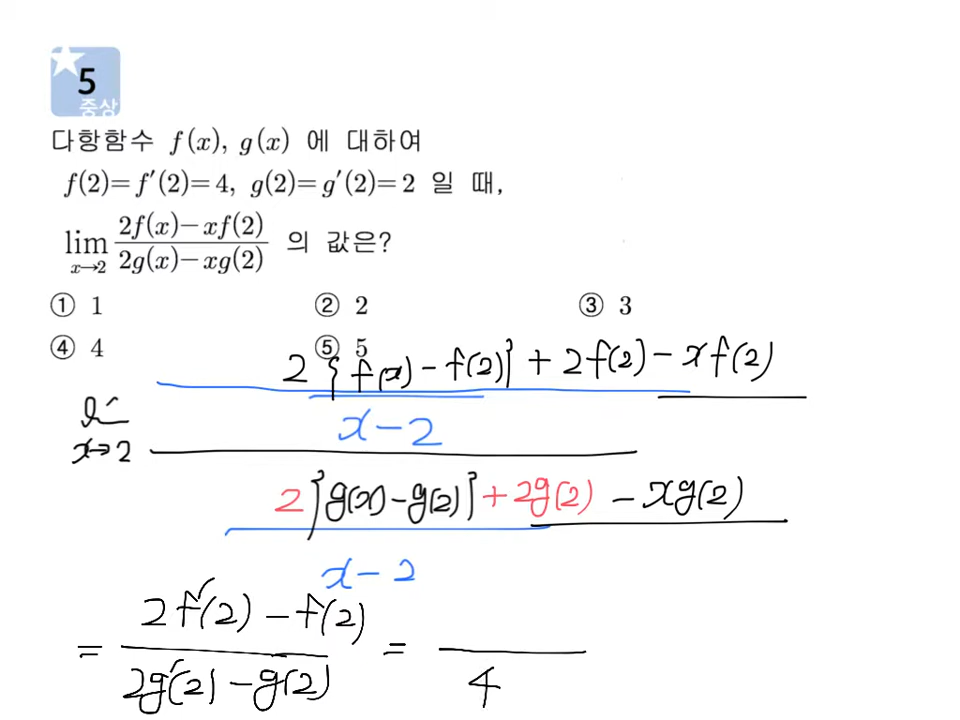 5
중상
다항함수 f(x), g(x) 에 대하여
f(2)=f′(2)=4, g(2)=g′(2)=2 일 때,
lim x→2 (2f(x)−xf(2))/(2g(x)−xg(2)) 의 값은?
① 1 ② 2 ③ 3
④ 4 ⑤ 5
2{f(x)−f(2)}+2f(2)−xf(2)
x−2
lim x→2
2{g(x)−g(2)}+2g(2)−xg(2)
x−2
= (2f′(2)−f(2))/(2g′(2)−g(2)) = /4